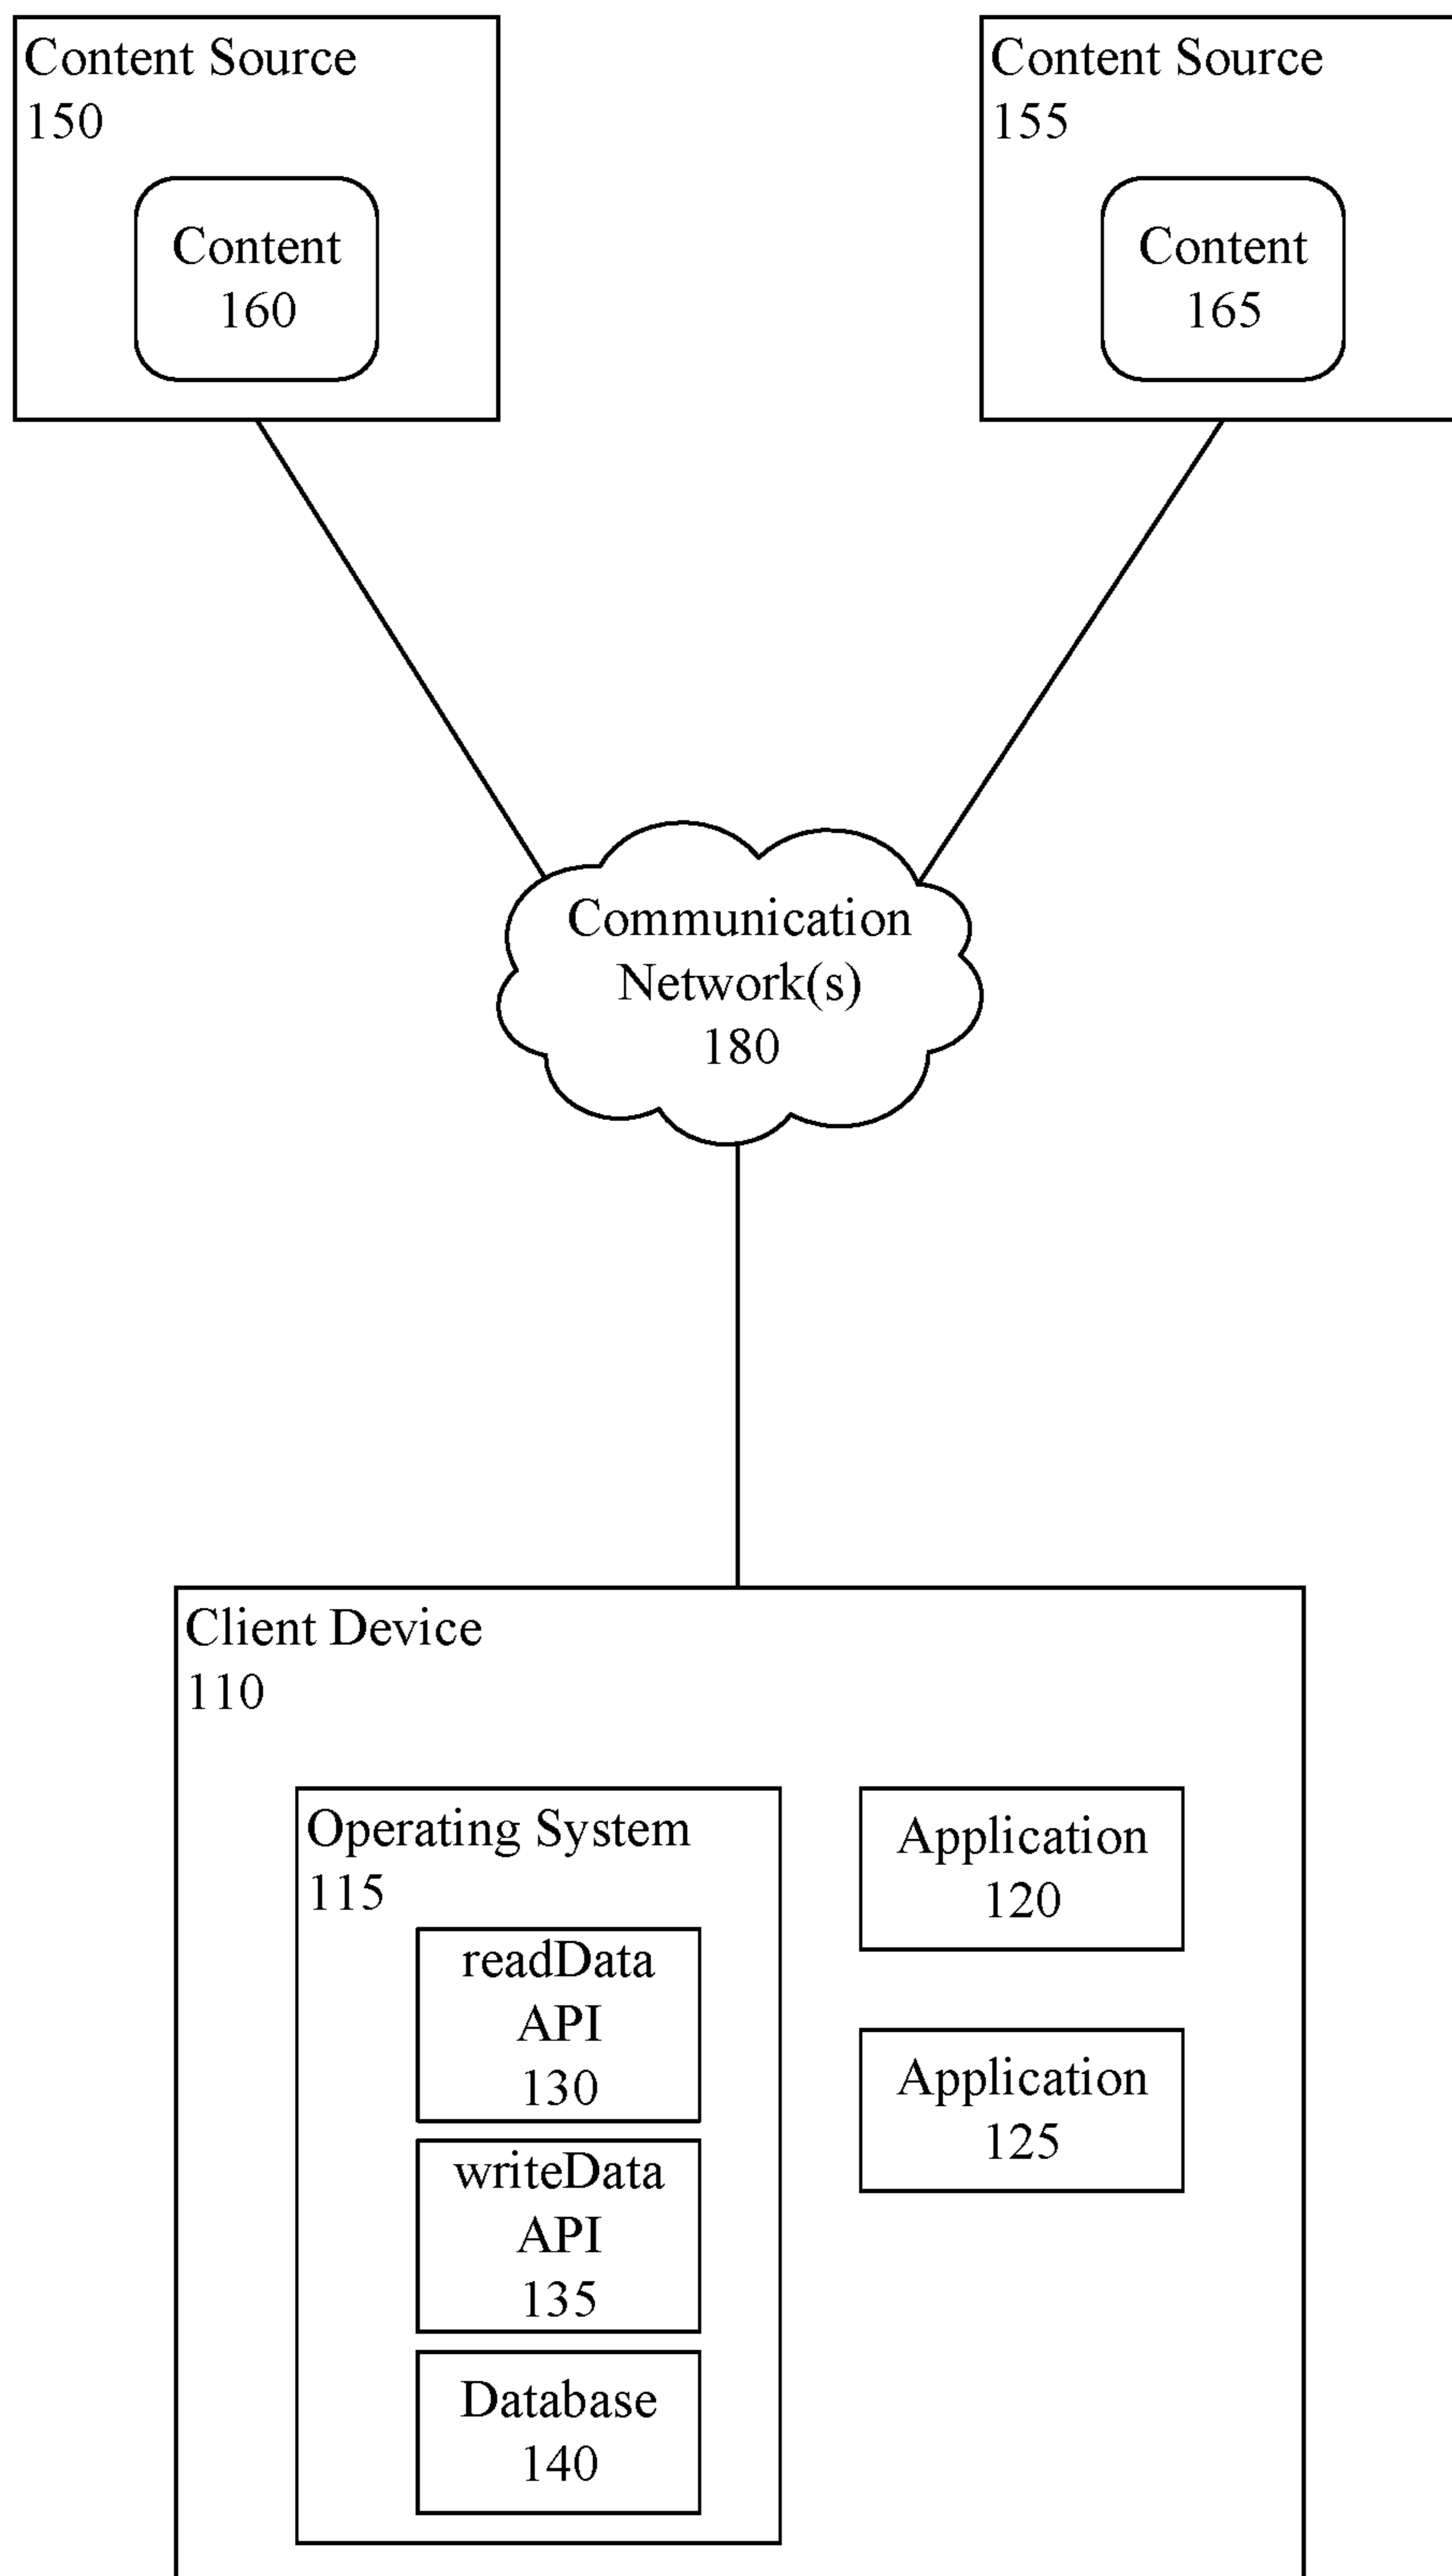 Content Source
150
Content
160
Content Source
155
Content
165
Communication
Network(s)
180
Client Device
110
Operating System
115
readData
API
130
writeData
API
135
Database
140
Application
120
Application
125